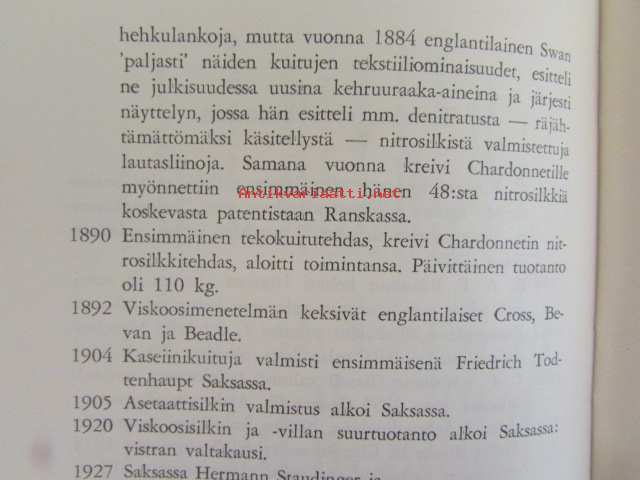 hehkulankoja, mutta vuonna 1884 englantilainen Swan
'paljasti' näiden kuitujen tekstiiliominaisuudet, esitteli
ne julkisuudessa uusina kehruuraaka-aineina ja järjesti
näyttelyn, jossa hän esitteli mm. denitratusta — räjäh-
tämättömäksi käsitellystä — nitrosilkistä valmistettuja
lautasliinoja. Samana vuonna kreivi Chardonnetille
myönnettiin ensimmäinen hänen 48:sta nitrosilkkiä
antikvariaatti.net
koskevasta patentistaan Ranskassa.
1890 Ensimmäinen tekokuitutehdas, kreivi Chardonnetin nit-
rosilkkitehdas, aloitti toimintansa. Päivittäinen tuotanto
oli 110 kg.
1892 Viskoosimenetelmän keksivät englantilaiset Cross, Be-
van ja Beadle.
1904 Kaseiinikuituja valmisti ensimmäisenä Friedrich Tod-
tenhaupt Saksassa.
1905 Asetaattisilkin valmistus alkoi Saksassa.
1920 Viskoosisilkin ja -villan suurtuotanto alkoi Saksassa:
vistran valtakausi.
1927 Saksassa Hermann Staudinger ja